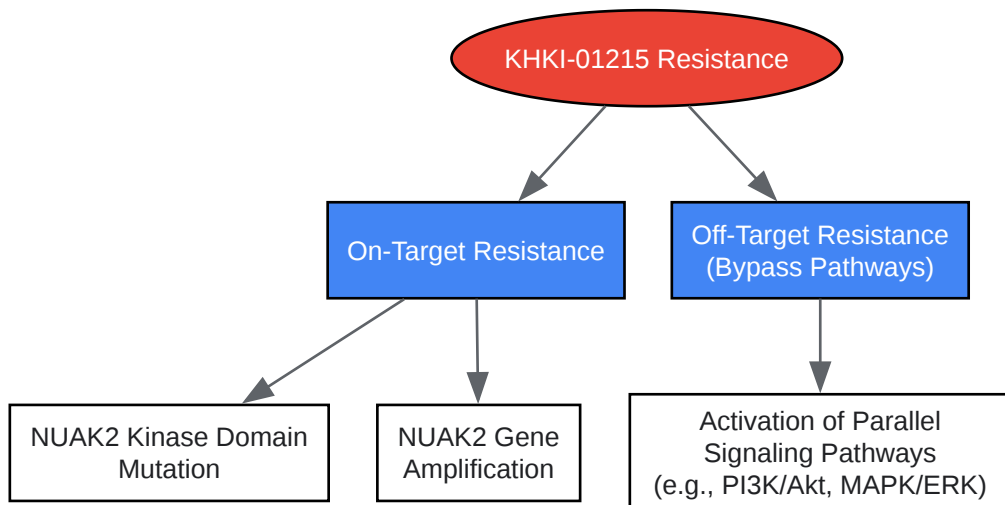 KHKI-01215 Resistance
On-Target Resistance
Off-Target Resistance
(Bypass Pathways)
NUAK2 Kinase Domain
Mutation
NUAK2 Gene
Amplification
Activation of Parallel
Signaling Pathways
(e.g., PI3K/Akt, MAPK/ERK)